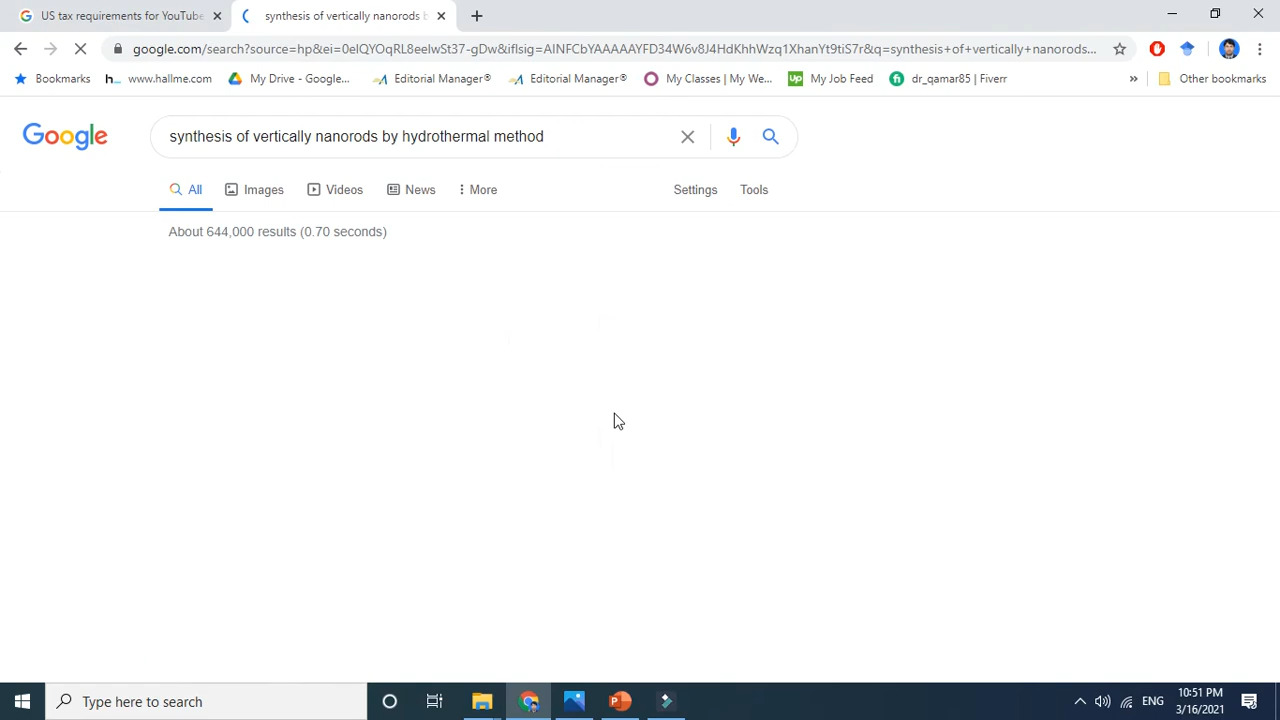 US tax requirements for YouTube
synthesis of vertically nanorods b
google.com/search?source=hp&ei=0elQYOqRL8eelwSt37-gDw&iflsig=AINFCbYAAAAAYFD34W6v8J4HdKhnWzq1XhanYt9tiS7r&q=synthesis+of+vertically+nanorods...
Bookmarks www.hallme.com My Drive - Google... Editorial Manager® Editorial Manager® My Classes | My We... Up My Job Feed fi dr_qamar85 | Fiverr » Other bookmarks
Google synthesis of vertically nanorods by hydrothermal method
All Images Videos News More Settings Tools
About 644,000 results (0.70 seconds)
Type here to search
ENG
10:51 PM
3/16/2021